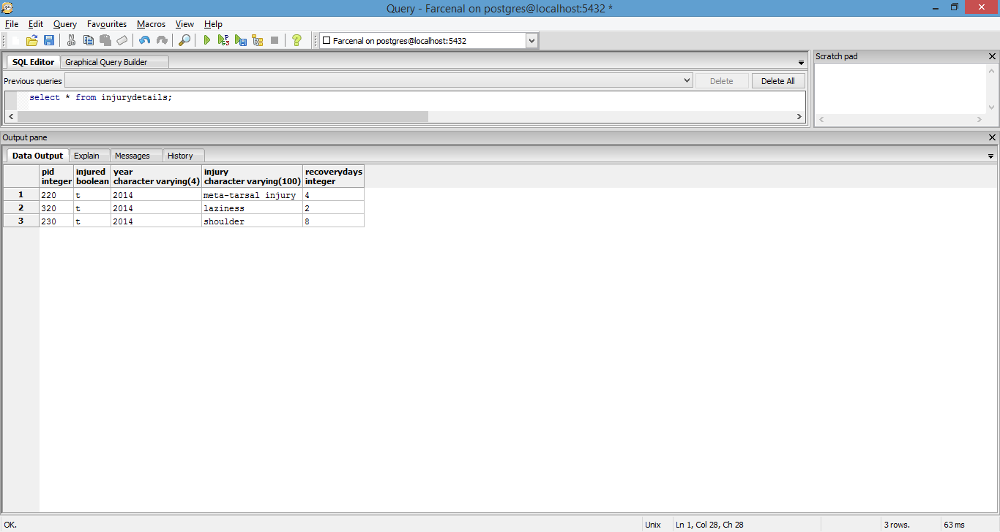 Query - Farcenal on postgres@localhost:5432 *
File Edit Query Favourites Macros View Help
Farcenal on postgres@localhost:5432
SQL Editor Graphical Query Builder
Scratch pad
Previous queries Delete Delete All
select * from injurydetails;
Output pane
Data Output Explain Messages History
pid injured year injury recoverydays
integer boolean character varying(4) character varying(100) integer
1 220 t 2014 meta-tarsal injury 4
2 320 t 2014 laziness 2
3 230 t 2014 shoulder 8
OK. Unix Ln 1, Col 28, Ch 28 3 rows. 63 ms